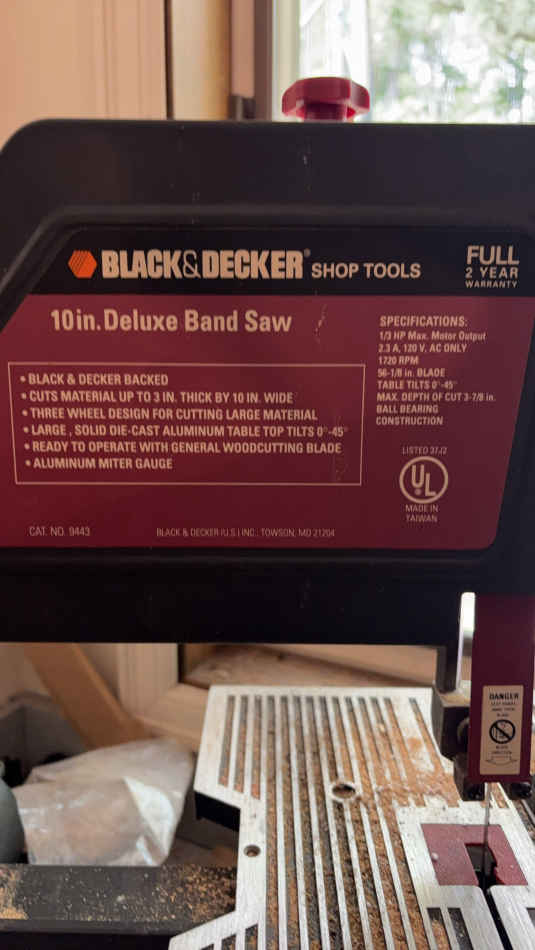 BLACK&DECKER® SHOP TOOLS
FULL
2 YEAR
WARRANTY
10 in. Deluxe Band Saw
• BLACK & DECKER BACKED
• CUTS MATERIAL UP TO 3 IN. THICK BY 10 IN. WIDE
• THREE WHEEL DESIGN FOR CUTTING LARGE MATERIAL
• LARGE, SOLID DIE-CAST ALUMINUM TABLE TOP TILTS 0°-45°
• READY TO OPERATE WITH GENERAL WOODCUTTING BLADE
• ALUMINUM MITER GAUGE
SPECIFICATIONS:
1/3 HP Max. Motor Output
2.3 A, 120 V, AC ONLY
1720 RPM
56-1/8 in. BLADE
TABLE TILTS 0°-45°
MAX. DEPTH OF CUT 3-7/8 in.
BALL BEARING
CONSTRUCTION
LISTED 37J2
UL
MADE IN
TAIWAN
CAT. NO. 9443
BLACK & DECKER (U.S.) INC., TOWSON, MD 21204
DANGER
BLADE
DIRECTION